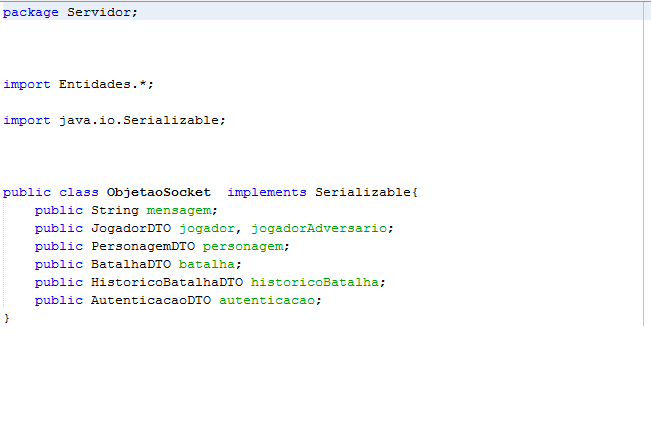 package Servidor;
import Entidades.*;
import java.io.Serializable;
public class ObjetaoSocket  implements Serializable{
    public String mensagem;
    public JogadorDTO jogador, jogadorAdversario;
    public PersonagemDTO personagem;
    public BatalhaDTO batalha;
    public HistoricoBatalhaDTO historicoBatalha;
    public AutenticacaoDTO autenticacao;
}